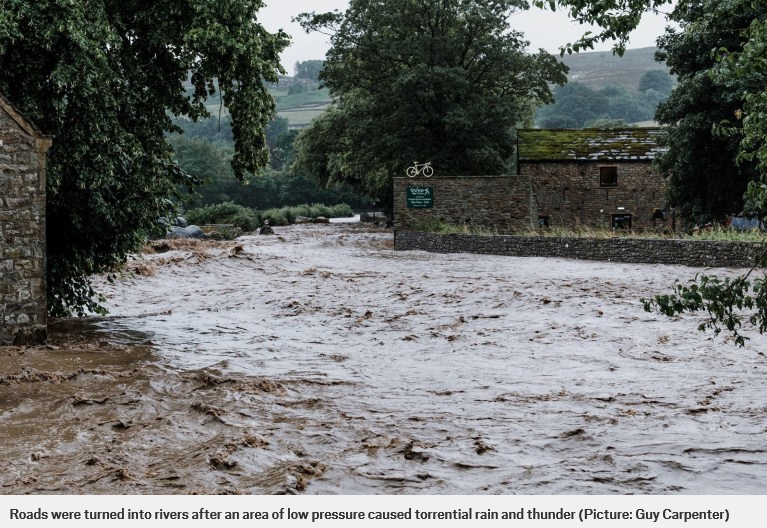 Roads were turned into rivers after an area of low pressure caused torrential rain and thunder (Picture: Guy Carpenter)